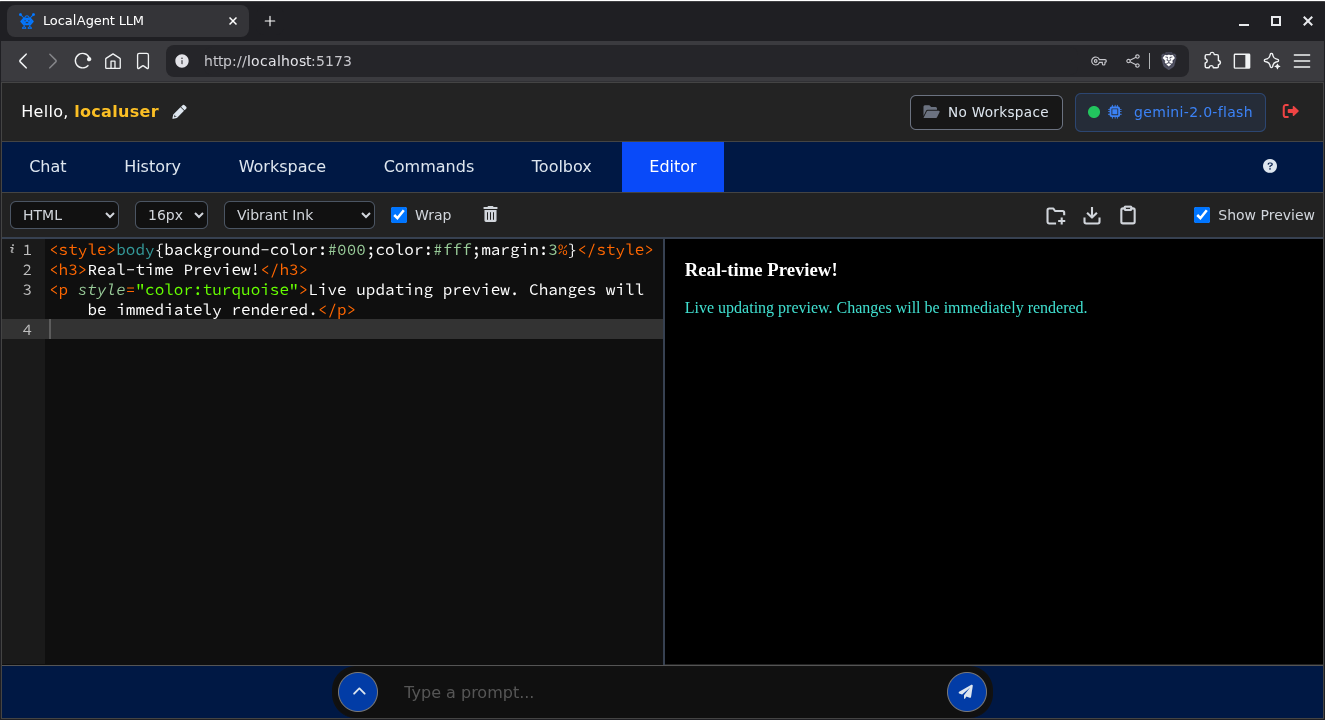 LocalAgent LLM
http://localhost:5173
Hello, localuser
No Workspace
gemini-2.0-flash
Chat History Workspace Commands Toolbox Editor
HTML 16px Vibrant Ink Wrap Show Preview
1 <style>body{background-color:#000;color:#fff;margin:3%}</style>
2 <h3>Real-time Preview!</h3>
3 <p style="color:turquoise">Live updating preview. Changes will
be immediately rendered.</p>
4
Real-time Preview!
Live updating preview. Changes will be immediately rendered.
Type a prompt...